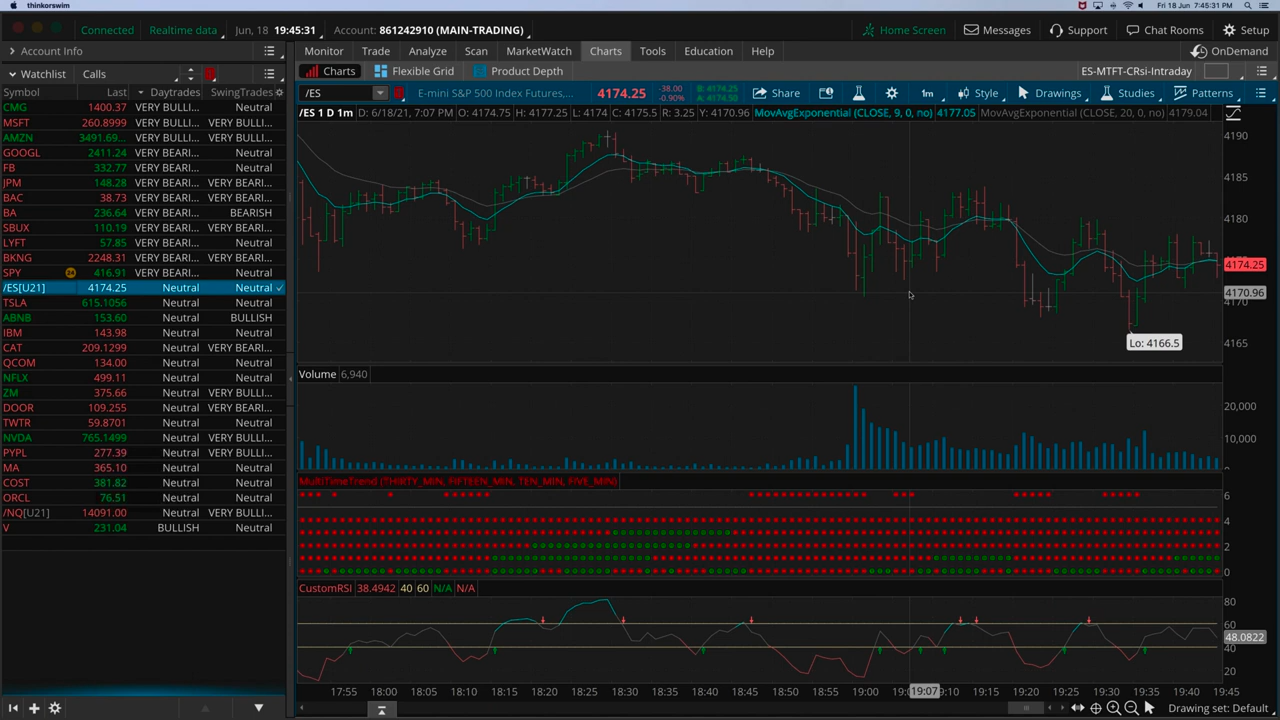 thinkorswim
Fri 18 Jun 7:45:31 PM
Connected Realtime data Jun, 18 19:45:31 Account: 861242910 (MAIN-TRADING) Home Screen Messages Support Chat Rooms Setup
Account Info Monitor Trade Analyze Scan MarketWatch Charts Tools Education Help OnDemand
Watchlist Calls Charts Flexible Grid Product Depth ES-MTFT-CRsi-Intraday
Symbol Last Daytrades SwingTrades
/ES E-mini S&P 500 Index Futures,... 4174.25 -38.00 -0.90% B: 4174.25 A: 4174.50 Share 1m Style Drawings Studies Patterns
/ES 1 D 1m D: 6/18/21, 7:07 PM O: 4174.75 H: 4177.25 L: 4174 C: 4175.5 R: 3.25 Y: 4170.96 MovAvgExponential (CLOSE, 9, 0, no) 4177.05 MovAvgExponential (CLOSE, 20, 0, no) 4179.04
CMG 1400.37 VERY BULLI... Neutral
MSFT 260.8999 VERY BULLI... Neutral
AMZN 3491.69... VERY BULLI... Neutral
GOOGL 2411.24 VERY BEARI... Neutral
FB 332.77 VERY BEARI... Neutral
JPM 148.28 VERY BEARI... VERY BEARI...
BAC 38.73 VERY BEARI... VERY BEARI...
BA 236.64 VERY BEARI... BEARISH
SBUX 110.19 VERY BEARI... VERY BEARI...
LYFT 57.85 VERY BEARI... Neutral
BKNG 2248.31 VERY BEARI... Neutral
SPY 416.91 VERY BEARI... Neutral
/ES[U21] 4174.25 Neutral Neutral
TSLA 615.1056 Neutral Neutral
ABNB 153.60 Neutral BULLISH
IBM 143.98 Neutral Neutral
CAT 209.1299 Neutral VERY BEARI...
QCOM 134.00 Neutral Neutral
NFLX 499.11 Neutral Neutral
ZM 375.66 Neutral VERY BULLI...
DOOR 109.255 Neutral VERY BEARI...
TWTR 59.8701 Neutral Neutral
NVDA 765.1499 Neutral VERY BULLI...
PYPL 277.39 Neutral VERY BULLI...
MA 365.10 Neutral Neutral
COST 381.82 Neutral Neutral
ORCL 76.51 Neutral Neutral
/NQ[U21] 14091.00 Neutral Neutral
V 231.04 BULLISH Neutral
4190
4185
4180
4174.25
4170.96
4170
4165
Lo: 4166.5
Volume 6,940
20,000
10,000
MultiTimeTrend (THIRTY_MIN, FIFTEEN_MIN, TEN_MIN, FIVE_MIN)
6
4
2
0
CustomRSI 38.4942 40 60 N/A N/A
80
60
48.0822
40
20
17:55 18:00 18:05 18:10 18:15 18:20 18:25 18:30 18:35 18:40 18:45 18:50 18:55 19:00 19:07 19:10 19:15 19:20 19:25 19:30 19:35 19:40 19:45
Drawing set: Default